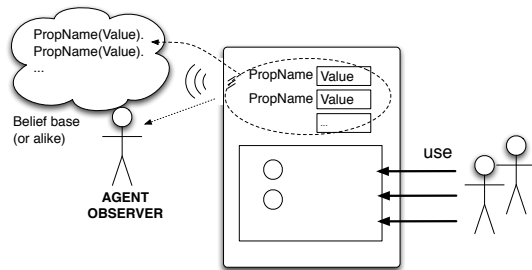 PropName(Value).
PropName(Value).
...
Belief base
(or alike)
AGENT
OBSERVER
PropName Value
PropName Value
...
use